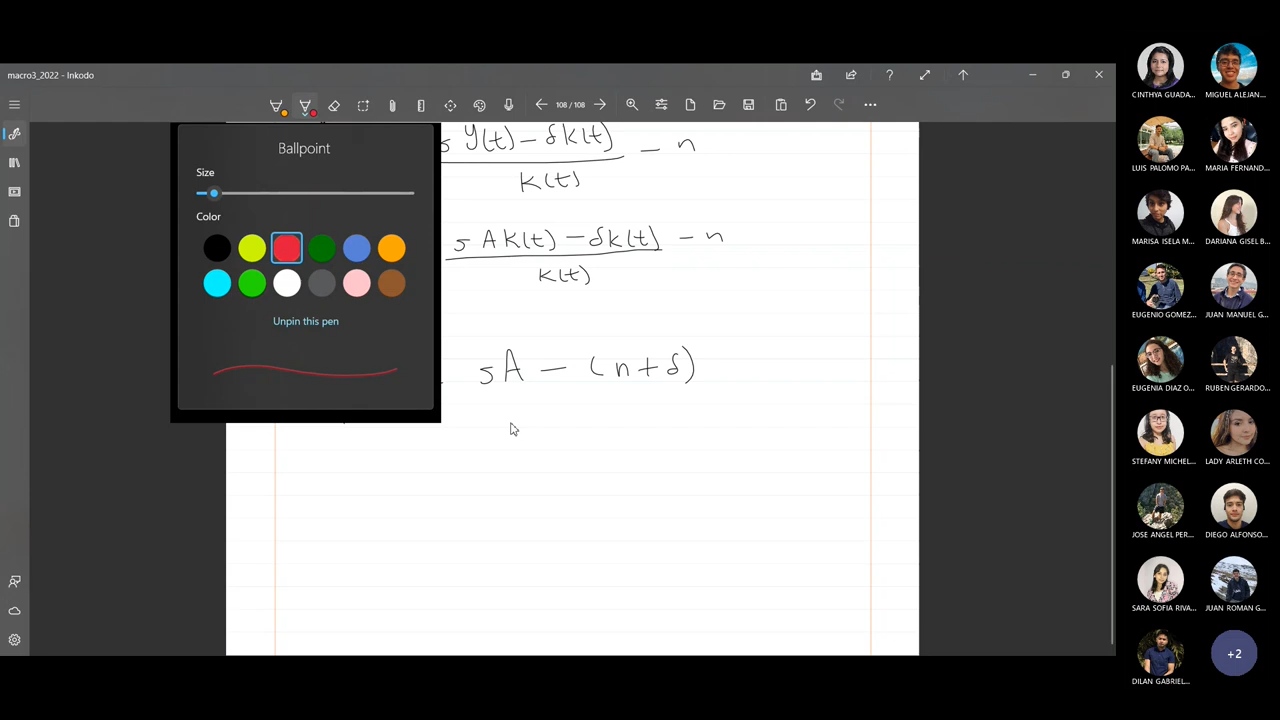 macro3_2022 - Inkodo
108 / 108
Ballpoint
Size
Color
Unpin this pen
s Y(t) - δK(t) - n
K(t)
s A K(t) - δK(t) - n
K(t)
sA - (n + δ)
CINTHYA GUADA...
MIGUEL ALEJAN...
LUIS PALOMO PA...
MARIA FERNAND...
MARISA ISELA M...
DARIANA GISEL B...
EUGENIO GOMEZ...
JUAN MANUEL G...
EUGENIA DIAZ O...
RUBEN GERARDO...
STEFANY MICHEL...
LADY ARLETH CO...
JOSE ANGEL PER...
DIEGO ALFONSO...
SARA SOFIA RIVA...
JUAN ROMAN G...
DILAN GABRIEL...
+2